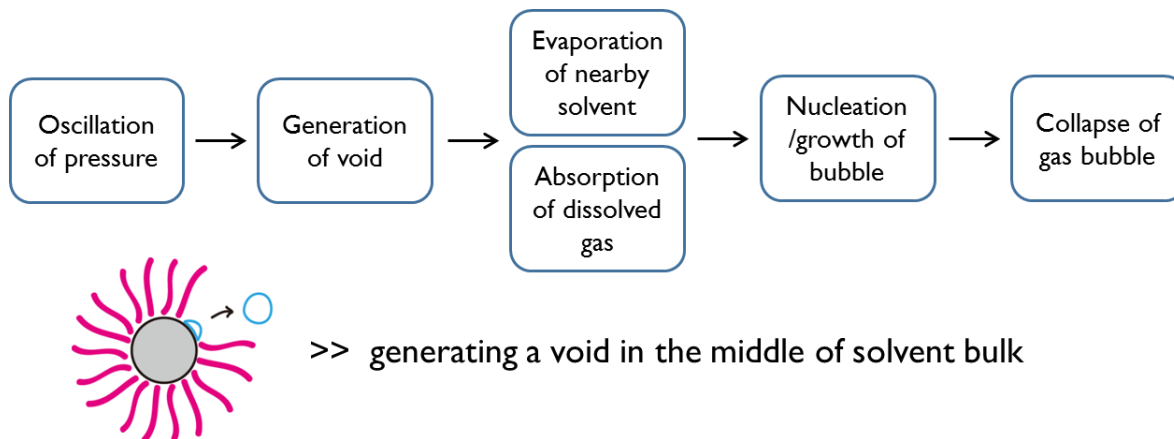 Oscillation
of pressure
Generation
of void
Evaporation
of nearby
solvent
Absorption
of dissolved
gas
Nucleation
/growth of
bubble
Collapse of
gas bubble
>> generating a void in the middle of solvent bulk